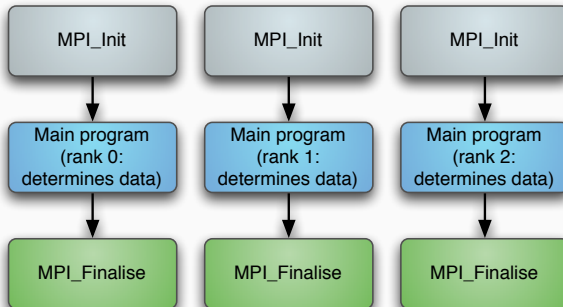 MPI_Init
MPI_Init
MPI_Init
Main program
(rank 0:
determines data)
Main program
(rank 1:
determines data)
Main program
(rank 2:
determines data)
MPI_Finalise
MPI_Finalise
MPI_Finalise